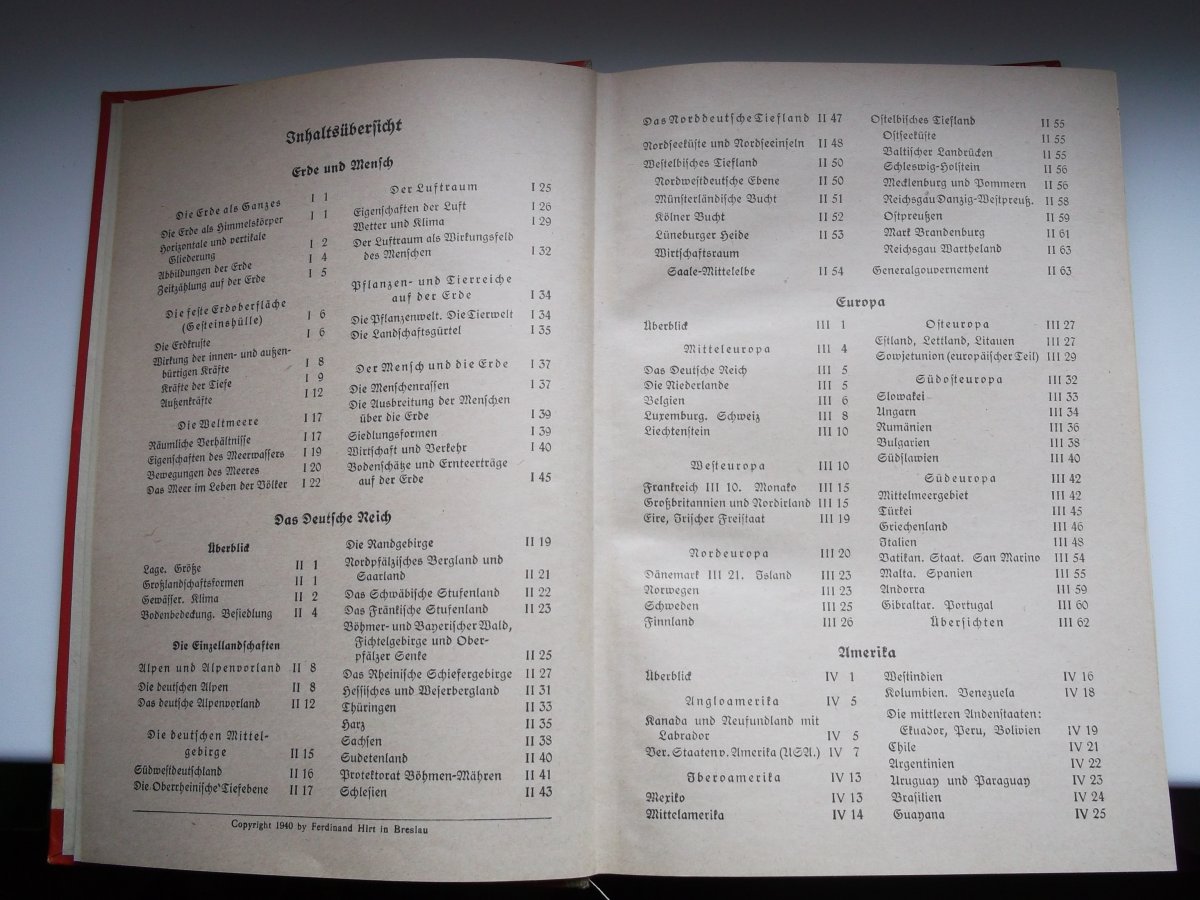 Inhaltsübersicht
Erde und Mensch
Die Erde als Ganzes I 1
Die Erde als Himmelskörper I 1
Horizontale und vertikale
Gliederung I 2
Abbildungen der Erde I 4
Zeitzählung auf der Erde I 5
Die feste Erdoberfläche
(Gesteinshülle) I 6
Die Erdkruste I 6
Wirkung der innen- und außen-
bürtigen Kräfte I 8
Kräfte der Tiefe I 9
Außenkräfte I 12
Die Weltmeere I 17
Räumliche Verhältnisse I 17
Eigenschaften des Meerwassers I 19
Bewegungen des Meeres I 20
Das Meer im Leben der Völker I 22
Der Luftraum I 25
Eigenschaften der Luft I 26
Wetter und Klima I 29
Der Luftraum als Wirkungsfeld
des Menschen I 32
Pflanzen- und Tierreiche
auf der Erde I 34
Die Pflanzenwelt. Die Tierwelt I 34
Die Landschaftsgürtel I 35
Der Mensch und die Erde I 37
Die Menschenrassen I 37
Die Ausbreitung der Menschen
über die Erde I 39
Siedlungsformen I 39
Wirtschaft und Verkehr I 40
Bodenschätze und Ernteerträge
auf der Erde I 45
Das Deutsche Reich
Überblick
Lage. Größe II 1
Großlandschaftsformen II 1
Gewässer. Klima II 2
Bodenbedeckung. Besiedlung II 4
Die Einzellandschaften
Alpen und Alpenvorland II 8
Die deutschen Alpen II 8
Das deutsche Alpenvorland II 12
Die deutschen Mittel-
gebirge II 15
Südwestdeutschland II 16
Die Oberrheinische Tiefebene II 17
Die Randgebirge II 19
Nordpfälzisches Bergland und
Saarland II 21
Das Schwäbische Stufenland II 22
Das Fränkische Stufenland II 23
Böhmer- und Bayerischer Wald,
Fichtelgebirge und Ober-
pfälzer Senke II 25
Das Rheinische Schiefergebirge II 27
Hessisches und Weserbergland II 31
Thüringen II 33
Harz II 35
Sachsen II 38
Sudetenland II 40
Protektorat Böhmen-Mähren II 41
Schlesien II 43
Copyright 1940 by Ferdinand Hirt in Breslau
Das Norddeutsche Tiefland II 47
Nordseeküste und Nordseeinseln II 48
Westelbisches Tiefland II 50
Nordwestdeutsche Ebene II 50
Münsterländische Bucht II 51
Kölner Bucht II 52
Lüneburger Heide II 53
Wirtschaftsraum
Saale-Mittelelbe II 54
Ostelbisches Tiefland II 55
Ostseeküste II 55
Baltischer Landrücken II 55
Schleswig-Holstein II 56
Mecklenburg und Pommern II 56
Reichsgau Danzig-Westpreuß. II 58
Ostpreußen II 59
Mark Brandenburg II 61
Reichsgau Wartheland II 63
Generalgouvernement II 63
Europa
Überblick III 1
Mitteleuropa III 4
Das Deutsche Reich III 5
Die Niederlande III 5
Belgien III 6
Luxemburg. Schweiz III 8
Liechtenstein III 10
Westeuropa III 10
Frankreich III 10. Monako III 15
Großbritannien und Nordirland III 15
Eire, Irischer Freistaat III 19
Nordeuropa III 20
Dänemark III 21. Island III 23
Norwegen III 23
Schweden III 25
Finnland III 26
Osteuropa III 27
Estland, Lettland, Litauen III 27
Sowjetunion (europäischer Teil) III 29
Südosteuropa III 32
Slowakei III 33
Ungarn III 34
Rumänien III 36
Bulgarien III 38
Südslawien III 40
Südeuropa III 42
Mittelmeergebiet III 42
Türkei III 45
Griechenland III 46
Italien III 48
Vatikan. Staat. San Marino III 54
Malta. Spanien III 55
Andorra III 59
Gibraltar. Portugal III 60
Übersichten III 62
Amerika
Überblick IV 1
Angloamerika IV 5
Kanada und Neufundland mit
Labrador IV 5
Ver. Staaten v. Amerika (USA.) IV 7
Iberoamerika IV 13
Mexiko IV 13
Mittelamerika IV 14
Westindien IV 16
Kolumbien. Venezuela IV 18
Die mittleren Andenstaaten:
Ekuador, Peru, Bolivien IV 19
Chile IV 21
Argentinien IV 22
Uruguay und Paraguay IV 23
Brasilien IV 24
Guayana IV 25